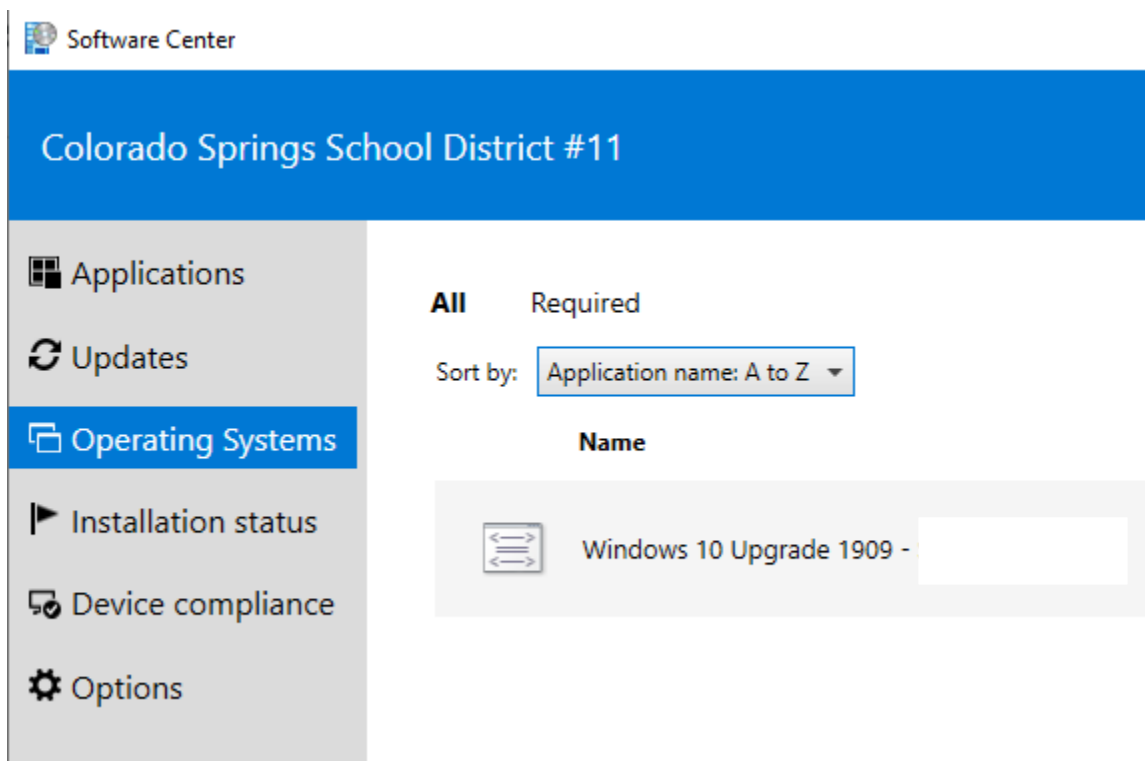 Software Center
Colorado Springs School District #11
Applications
Updates
Operating Systems
Installation status
Device compliance
Options
All Required
Sort by: Application name: A to Z
Name
Windows 10 Upgrade 1909 -